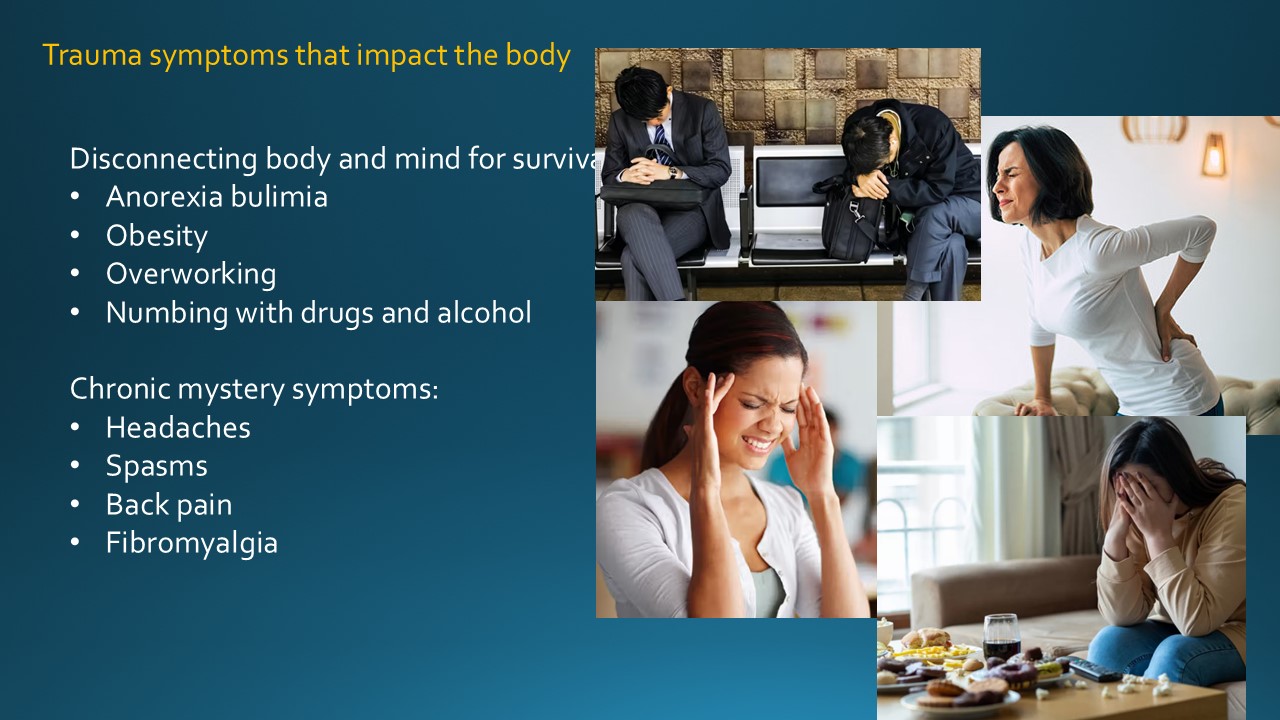 Trauma symptoms that impact the body
Disconnecting body and mind for surviva
• Anorexia bulimia
• Obesity
• Overworking
• Numbing with drugs and alcohol
Chronic mystery symptoms:
• Headaches
• Spasms
• Back pain
• Fibromyalgia